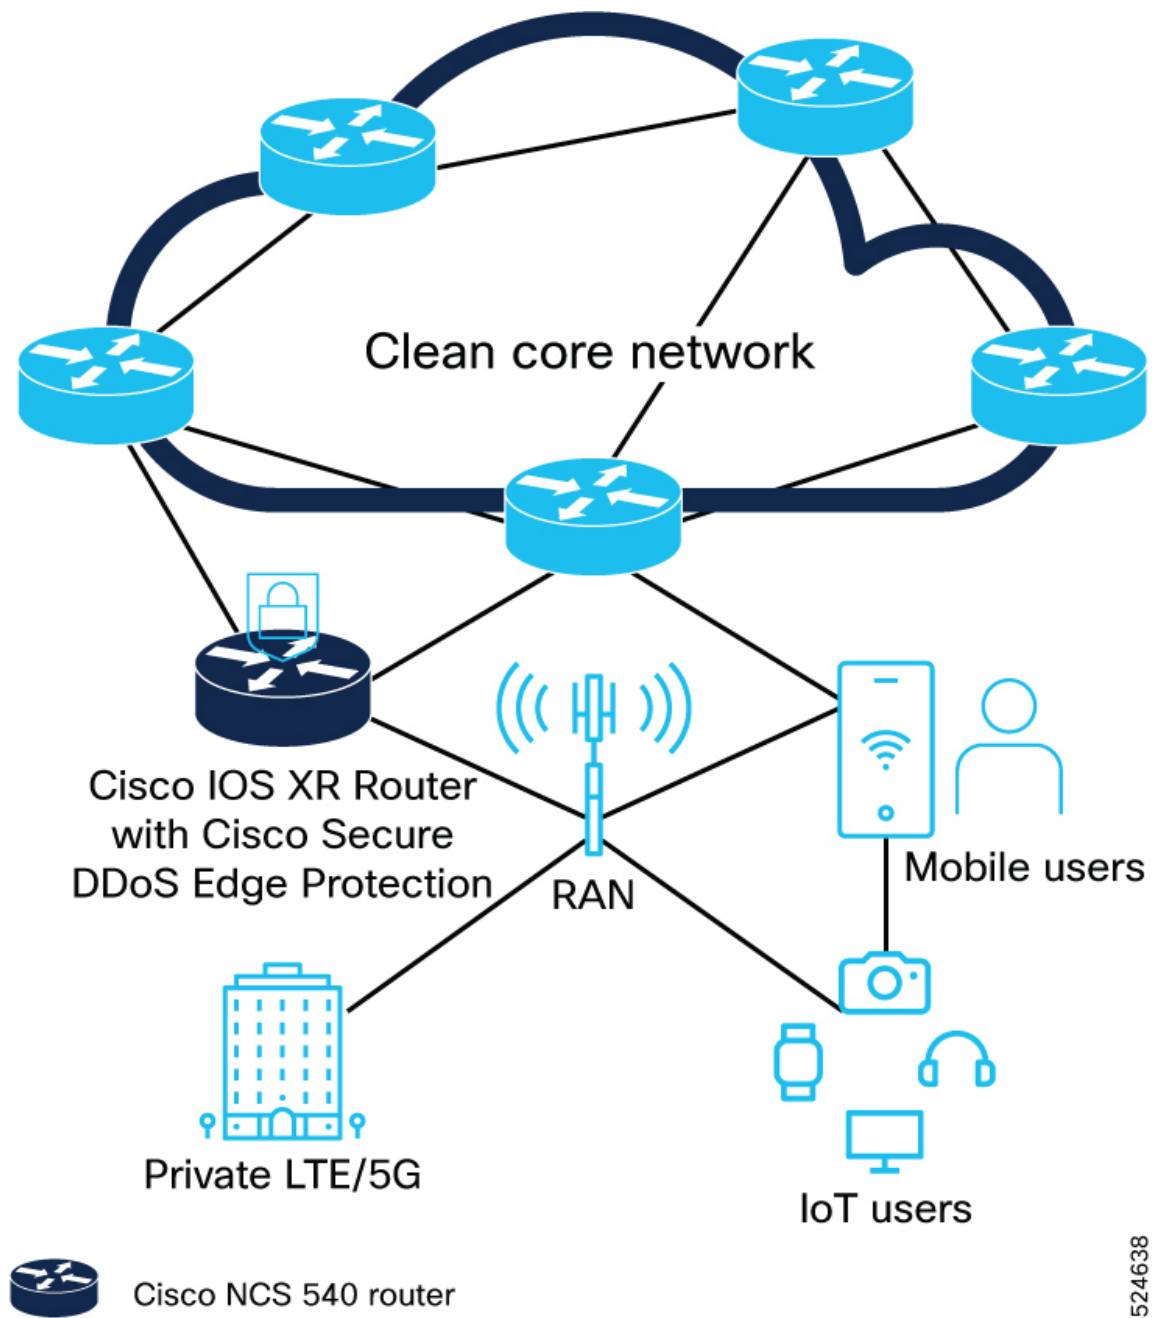 Clean core network
Cisco IOS XR Router
with Cisco Secure
DDoS Edge Protection
RAN
Mobile users
Private LTE/5G
IoT users
Cisco NCS 540 router
524638